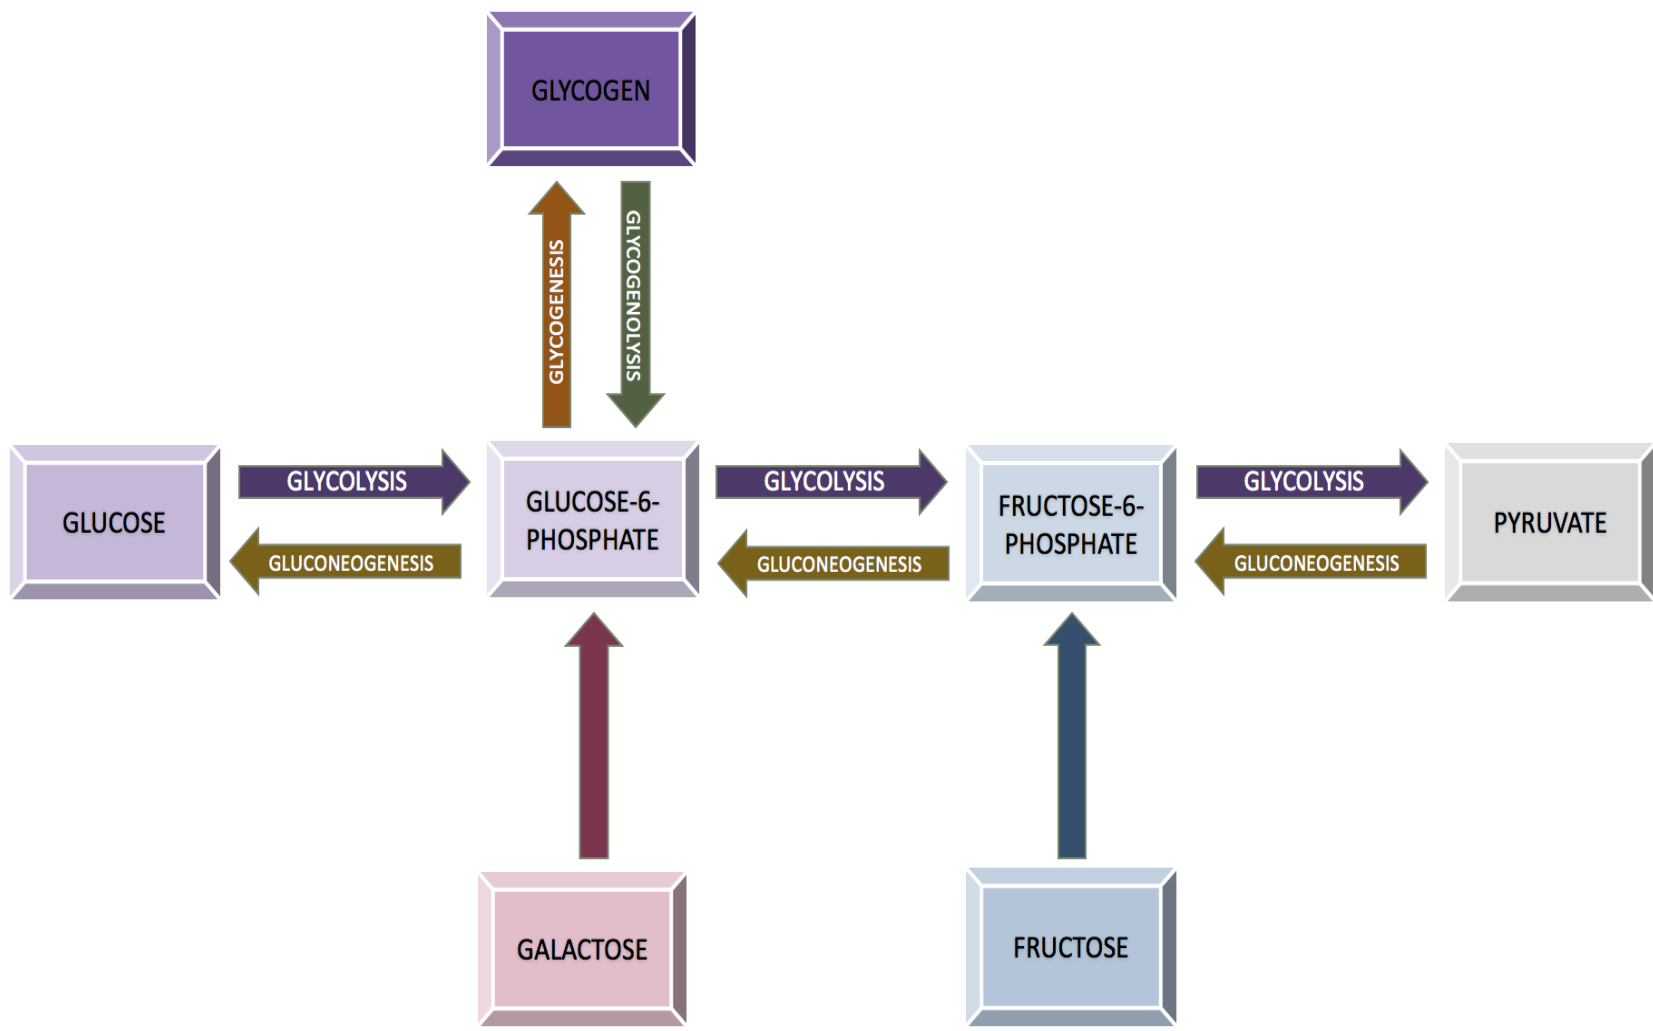 GLYCOGEN
GLYCOGENESIS
GLYCOGENOLYSIS
GLUCOSE
GLYCOLYSIS
GLUCONEOGENESIS
GLUCOSE-6-
PHOSPHATE
GLYCOLYSIS
GLUCONEOGENESIS
FRUCTOSE-6-
PHOSPHATE
GLYCOLYSIS
GLUCONEOGENESIS
PYRUVATE
GALACTOSE
FRUCTOSE